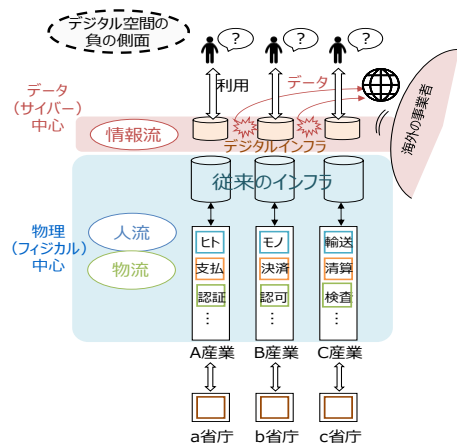 デジタル空間の
負の側面
?
?
?
利用
データ
データ
(サイバー)
中心
情報流
デジタルインフラ
海外の事業者
従来のインフラ
物理
(フィジカル)
中心
人流
物流
ヒト
支払
認証
⋮
モノ
決済
認可
⋮
輸送
清算
検査
⋮
A産業
B産業
C産業
a省庁
b省庁
c省庁